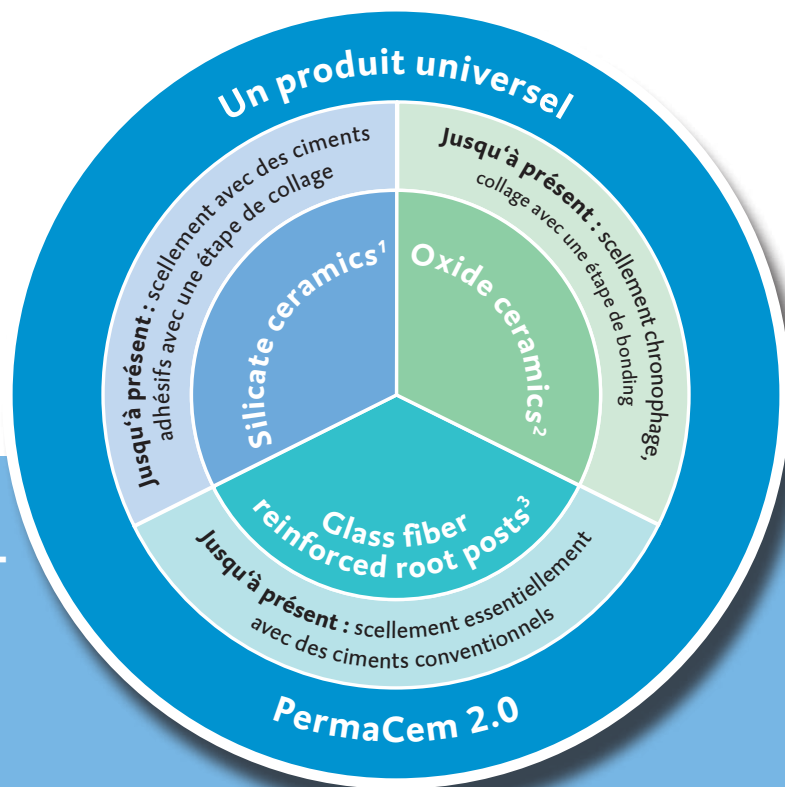 Un produit universel
Jusqu‘à présent : scellement avec des ciments
adhésifs avec une étape de collage
Silicate ceramics¹
Jusqu‘à présent : scellement chronophage,
collage avec une étape de bonding
Oxide ceramics²
Glass fiber
reinforced root posts³
Jusqu‘à présent : scellement essentiellement
avec des ciments conventionnels
PermaCem 2.0